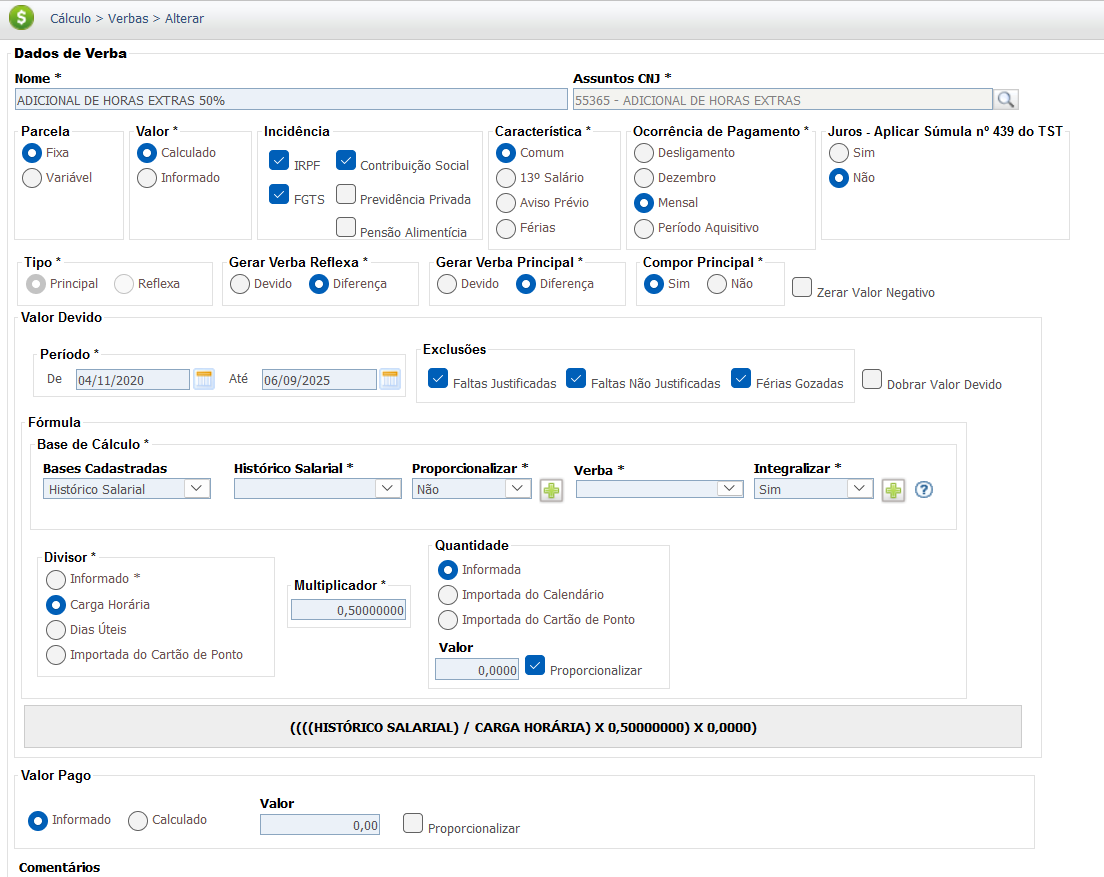 Cálculo > Verbas > Alterar
Dados de Verba
Nome * Assuntos CNJ *
ADICIONAL DE HORAS EXTRAS 50% 55365 - ADICIONAL DE HORAS EXTRAS
Parcela Valor * Incidência Característica * Ocorrência de Pagamento * Juros - Aplicar Súmula nº 439 do TST
Fixa Calculado IRPF Contribuição Social Comum Desligamento Sim
Variável Informado FGTS Previdência Privada 13º Salário Dezembro Não
Pensão Alimentícia Aviso Prévio Mensal
Férias Período Aquisitivo
Tipo * Gerar Verba Reflexa * Gerar Verba Principal * Compor Principal *
Principal Reflexa Devido Diferença Devido Diferença Sim Não Zerar Valor Negativo
Valor Devido
Período * Exclusões
De 04/11/2020 Até 06/09/2025 Faltas Justificadas Faltas Não Justificadas Férias Gozadas Dobrar Valor Devido
Fórmula
Base de Cálculo *
Bases Cadastradas Histórico Salarial * Proporcionalizar * Verba * Integralizar *
Histórico Salarial Não Sim ?
Divisor * Multiplicador * Quantidade
Informado * Informada
Carga Horária 0,50000000 Importada do Calendário
Dias Úteis Importada do Cartão de Ponto
Importada do Cartão de Ponto Valor
0,0000 Proporcionalizar
((((HISTÓRICO SALARIAL) / CARGA HORÁRIA) X 0,50000000) X 0,0000)
Valor Pago
Informado Calculado Valor
0,00 Proporcionalizar
Comentários